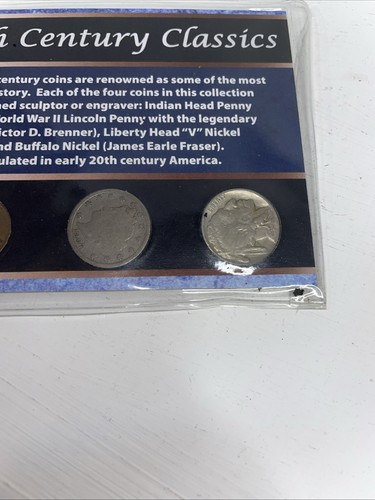 h Century Classics
century coins are renowned as some of the most
story. Each of the four coins in this collection
ned sculptor or engraver: Indian Head Penny
World War II Lincoln Penny with the legendary
ictor D. Brenner), Liberty Head "V" Nickel
nd Buffalo Nickel (James Earle Fraser).
ulated in early 20th century America.